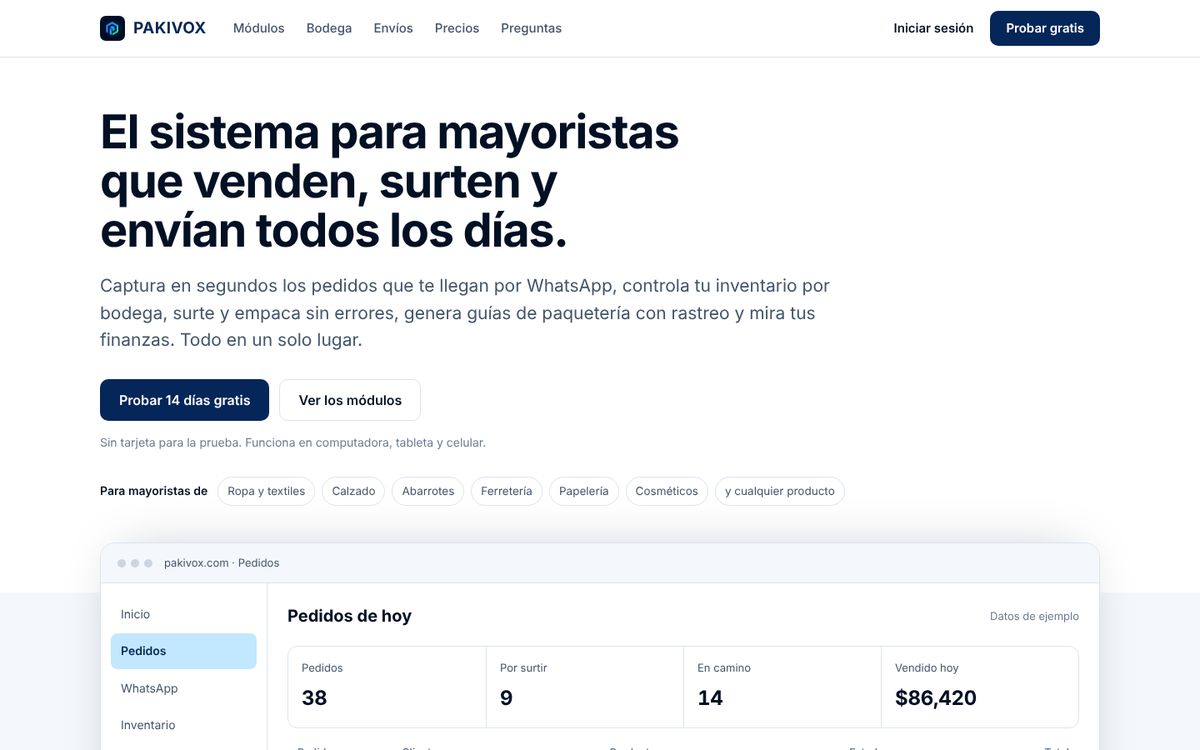 PAKIVOX Módulos Bodega Envíos Precios Preguntas Iniciar sesión Probar gratis
El sistema para mayoristas
que venden, surten y
envían todos los días.
Captura en segundos los pedidos que te llegan por WhatsApp, controla tu inventario por
bodega, surte y empaca sin errores, genera guías de paquetería con rastreo y mira tus
finanzas. Todo en un solo lugar.
Probar 14 días gratis Ver los módulos
Sin tarjeta para la prueba. Funciona en computadora, tableta y celular.
Para mayoristas de Ropa y textiles Calzado Abarrotes Ferretería Papelería Cosméticos y cualquier producto
pakivox.com · Pedidos
Inicio
Pedidos
WhatsApp
Inventario
Pedidos de hoy Datos de ejemplo
Pedidos Por surtir En camino Vendido hoy
38 9 14 $86,420